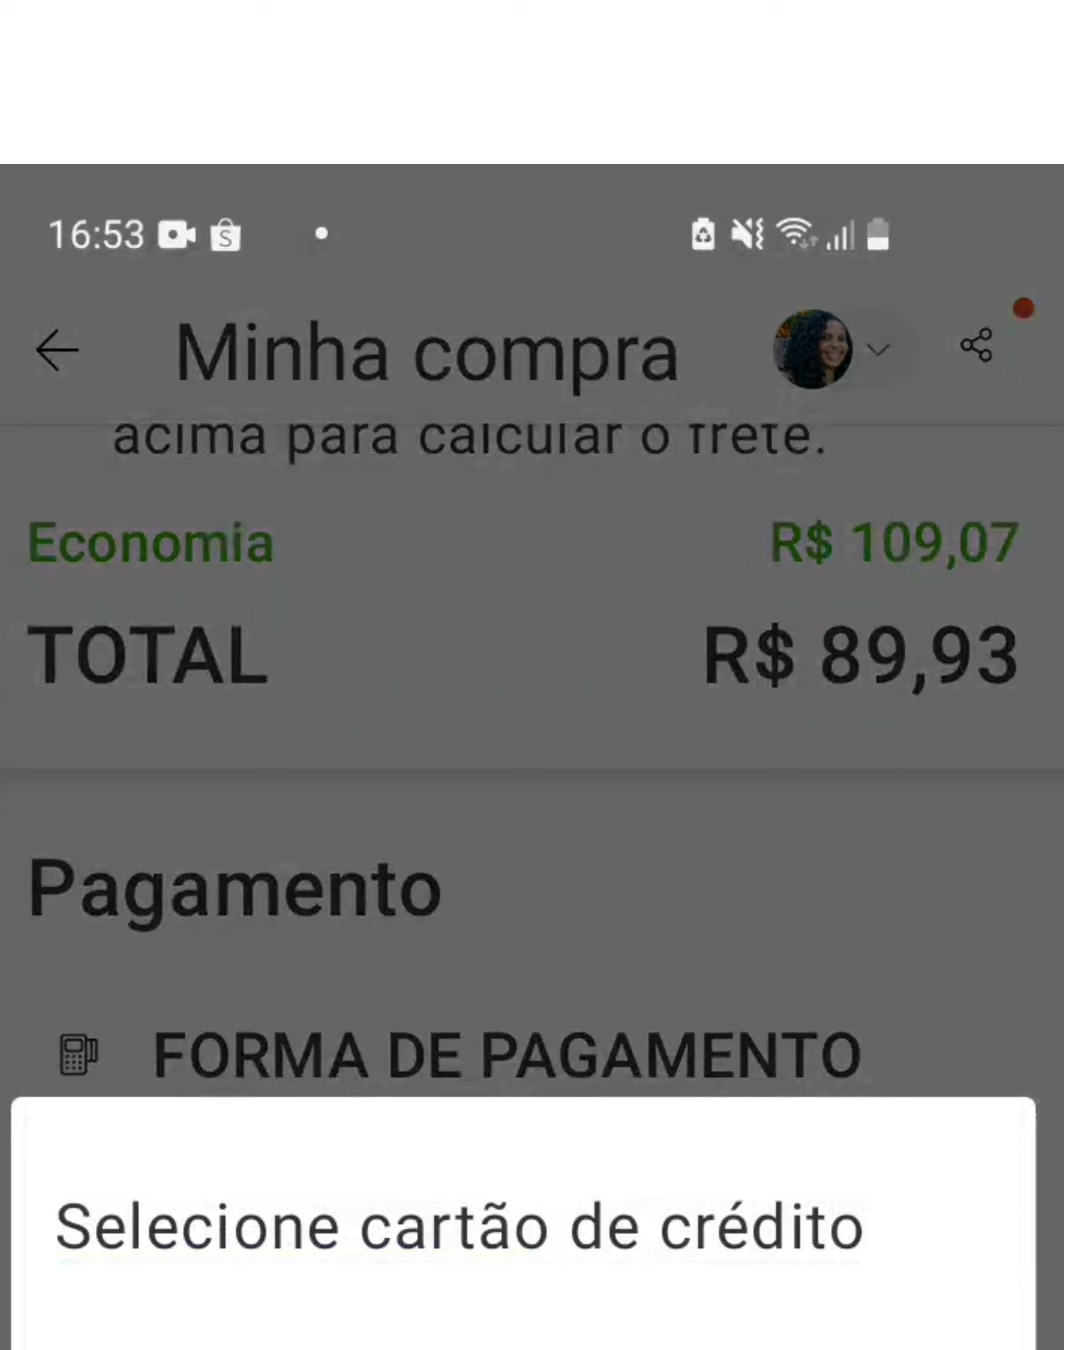 16:53
Minha compra
acima para calcular o frete.
Economia R$ 109,07
TOTAL R$ 89,93
Pagamento
FORMA DE PAGAMENTO
Selecione cartão de crédito